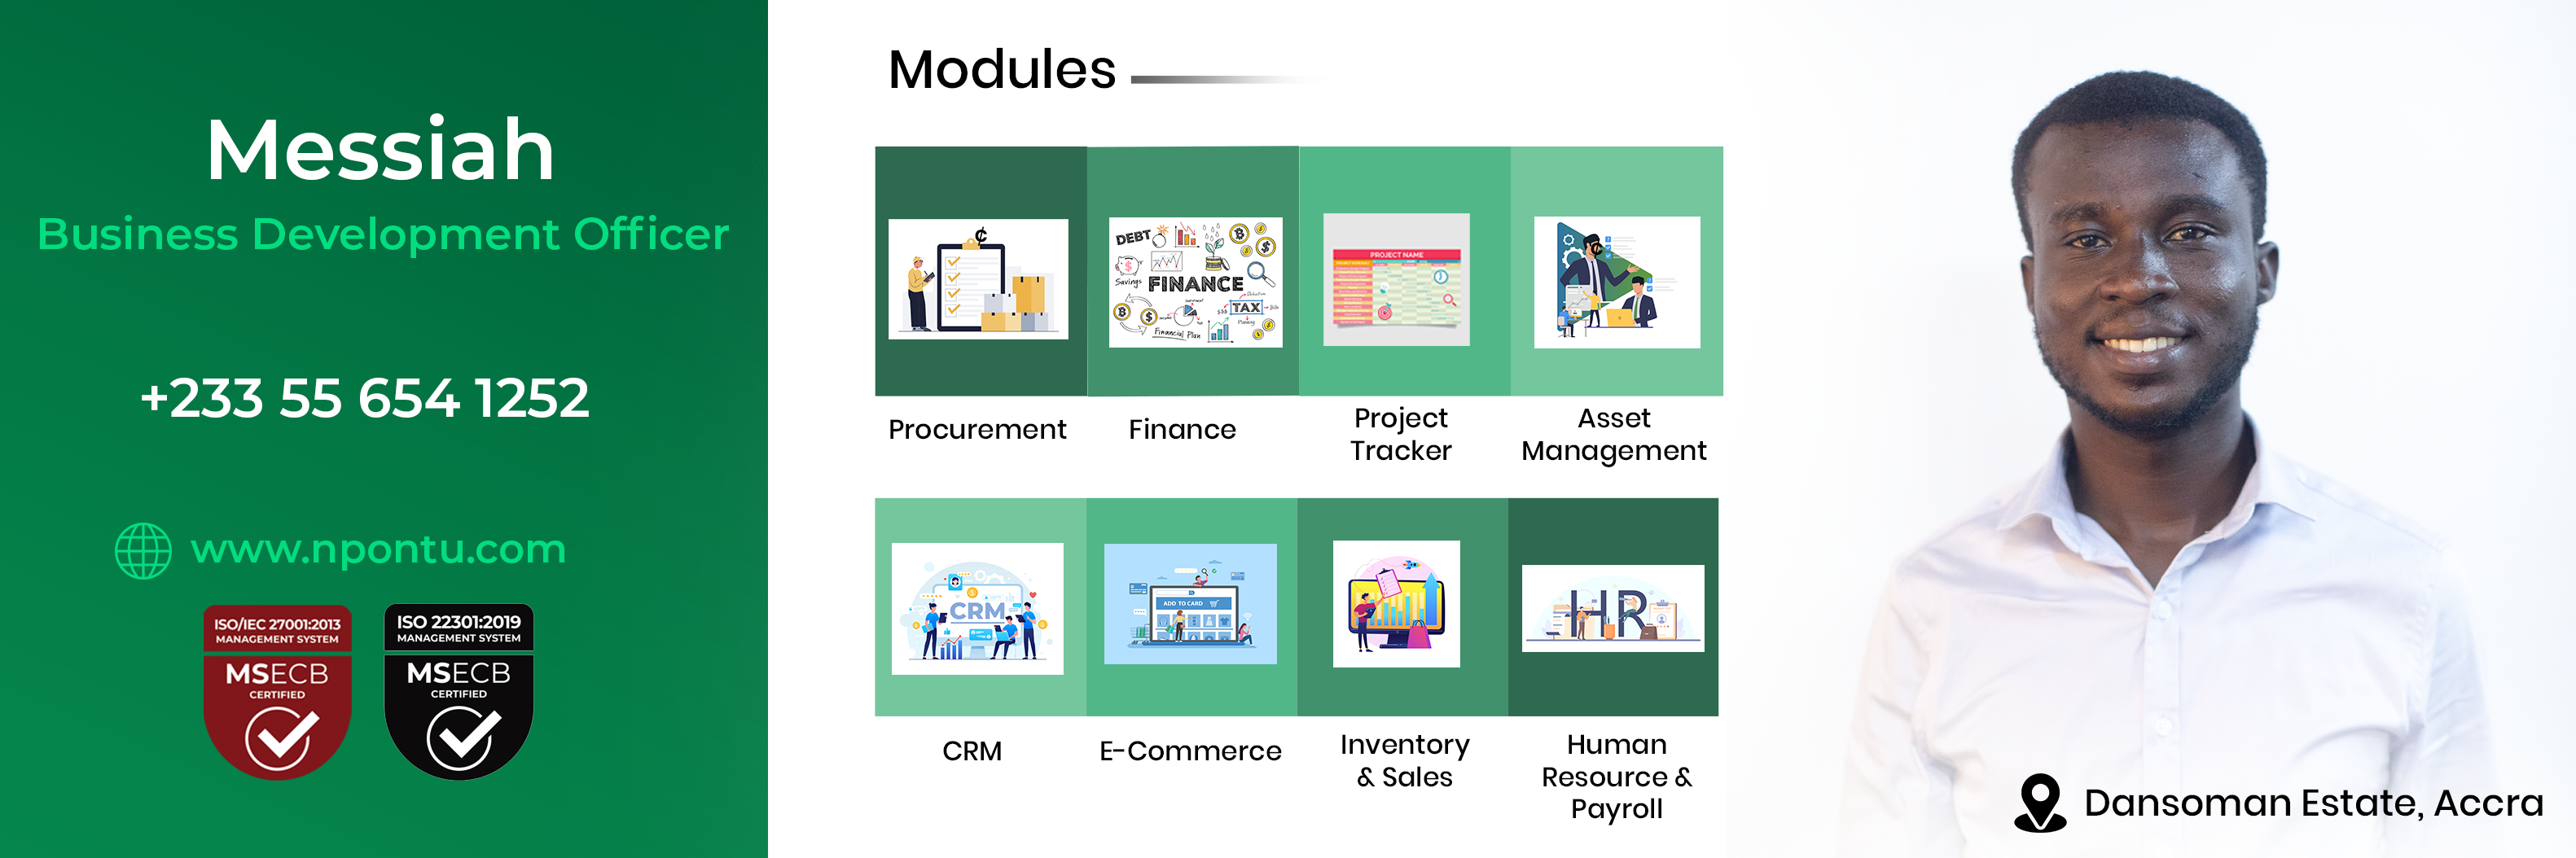 Messiah
Business Development Officer
+233 55 654 1252
www.npontu.com
ISO/IEC 27001:2013
MANAGEMENT SYSTEM
MSECB
CERTIFIED
ISO 22301:2019
MANAGEMENT SYSTEM
MSECB
CERTIFIED
Modules
¢
DEBT
Savings
FINANCE
TAX
Financial Plan
PROJECT NAME
Procurement
Finance
Project
Tracker
Asset
Management
CRM
ADD TO CARD
HR
CRM
E-Commerce
Inventory
& Sales
Human
Resource &
Payroll
Dansoman Estate, Accra